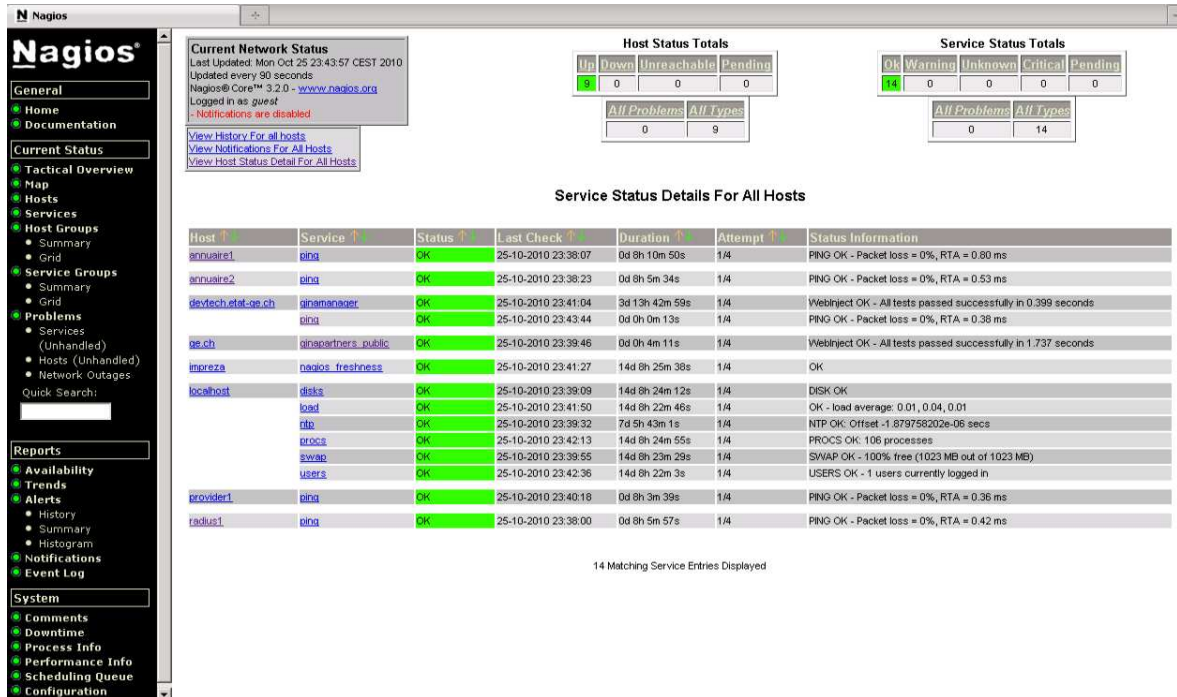 N Nagios
Nagios®
General
Home
Documentation
Current Status
Tactical Overview
Map
Hosts
Services
Host Groups
Summary
Grid
Service Groups
Summary
Grid
Problems
Services
(Unhandled)
Hosts (Unhandled)
Network Outages
Quick Search:
Reports
Availability
Trends
Alerts
History
Summary
Histogram
Notifications
Event Log
System
Comments
Downtime
Process Info
Performance Info
Scheduling Queue
Configuration
Current Network Status
Last Updated: Mon Oct 25 23:43:57 CEST 2010
Updated every 90 seconds
Nagios® Core™ 3.2.0 - www.nagios.org
Logged in as guest
- Notifications are disabled
View History For all hosts
View Notifications For All Hosts
View Host Status Detail For All Hosts
Host Status Totals
Up Down Unreachable Pending
9 0 0 0
All Problems All Types
0 9
Service Status Totals
Ok Warning Unknown Critical Pending
14 0 0 0 0
All Problems All Types
0 14
Service Status Details For All Hosts
Host Service Status Last Check Duration Attempt Status Information
annuaire1 ping OK 25-10-2010 23:38:07 0d 8h 10m 50s 1/4 PING OK - Packet loss = 0%, RTA = 0.80 ms
annuaire2 ping OK 25-10-2010 23:38:23 0d 8h 5m 34s 1/4 PING OK - Packet loss = 0%, RTA = 0.53 ms
devtech.etat-ge.ch ginamanager OK 25-10-2010 23:41:04 3d 13h 42m 59s 1/4 WebInject OK - All tests passed successfully in 0.399 seconds
ping OK 25-10-2010 23:43:44 0d 0h 0m 13s 1/4 PING OK - Packet loss = 0%, RTA = 0.38 ms
ge.ch ginapartners_public OK 25-10-2010 23:39:46 0d 0h 4m 11s 1/4 WebInject OK - All tests passed successfully in 1.737 seconds
impreza nagios_freshness OK 25-10-2010 23:41:27 14d 8h 25m 38s 1/4 OK
localhost disks OK 25-10-2010 23:39:09 14d 8h 24m 12s 1/4 DISK OK
load OK 25-10-2010 23:41:50 14d 8h 22m 46s 1/4 OK - load average: 0.01, 0.04, 0.01
ntp OK 25-10-2010 23:39:32 7d 5h 43m 1s 1/4 NTP OK: Offset -1.879758202e-06 secs
procs OK 25-10-2010 23:42:13 14d 8h 24m 55s 1/4 PROCS OK: 106 processes
swap OK 25-10-2010 23:39:55 14d 8h 23m 29s 1/4 SWAP OK - 100% free (1023 MB out of 1023 MB)
users OK 25-10-2010 23:42:36 14d 8h 22m 3s 1/4 USERS OK - 1 users currently logged in
provider1 ping OK 25-10-2010 23:40:18 0d 8h 3m 39s 1/4 PING OK - Packet loss = 0%, RTA = 0.36 ms
radius1 ping OK 25-10-2010 23:38:00 0d 8h 5m 57s 1/4 PING OK - Packet loss = 0%, RTA = 0.42 ms
14 Matching Service Entries Displayed